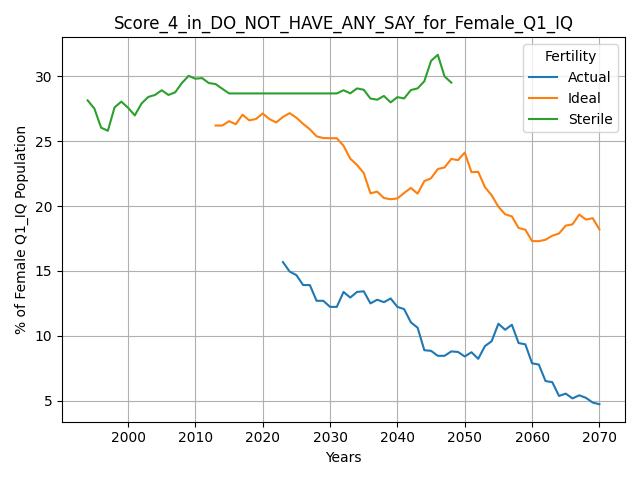 Score_4_in_DO_NOT_HAVE_ANY_SAY_for_Female_Q1_IQ
Fertility
Actual
Ideal
Sterile
% of Female Q1_IQ Population
30
25
20
15
10
5
2000 2010 2020 2030 2040 2050 2060 2070
Years